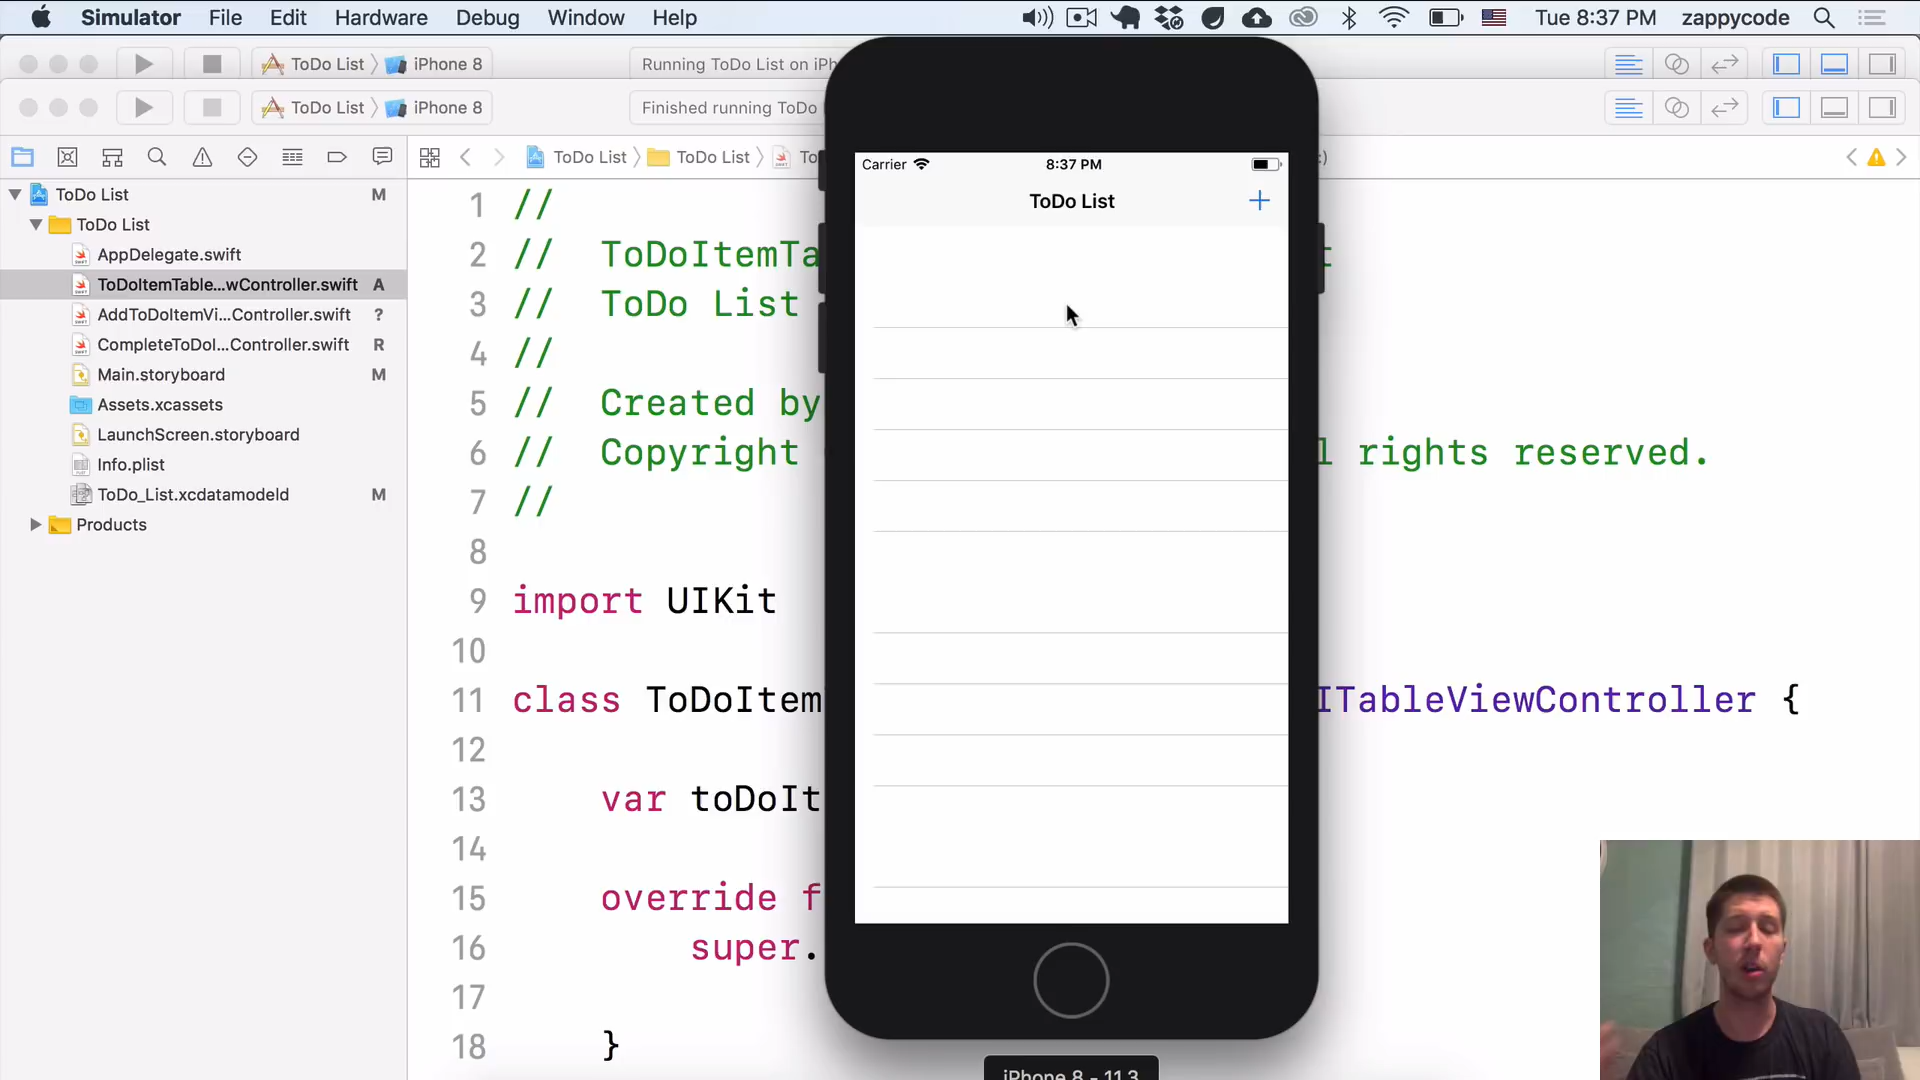 Simulator File Edit Hardware Debug Window Help Tue 8:37 PM zappycode
ToDo List iPhone 8 Running ToDo List on iPh
ToDo List iPhone 8 Finished running ToDo
ToDo List ToDo List To
ToDo List M
ToDo List
AppDelegate.swift
ToDoItemTable...wController.swift A
AddToDoItemVi...Controller.swift ?
CompleteToDoI...Controller.swift R
Main.storyboard M
Assets.xcassets
LaunchScreen.storyboard
Info.plist
ToDo_List.xcdatamodeld M
Products
1 //
2 // ToDoItemTa
3 // ToDo List
4 //
5 // Created by
6 // Copyright l rights reserved.
7 //
8
9 import UIKit
10
11 class ToDoItem ITableViewController {
12
13 var toDoIt
14
15 override f
16 super.
17
18 }
Carrier 8:37 PM
ToDo List +
iPhone 8 - 11.3